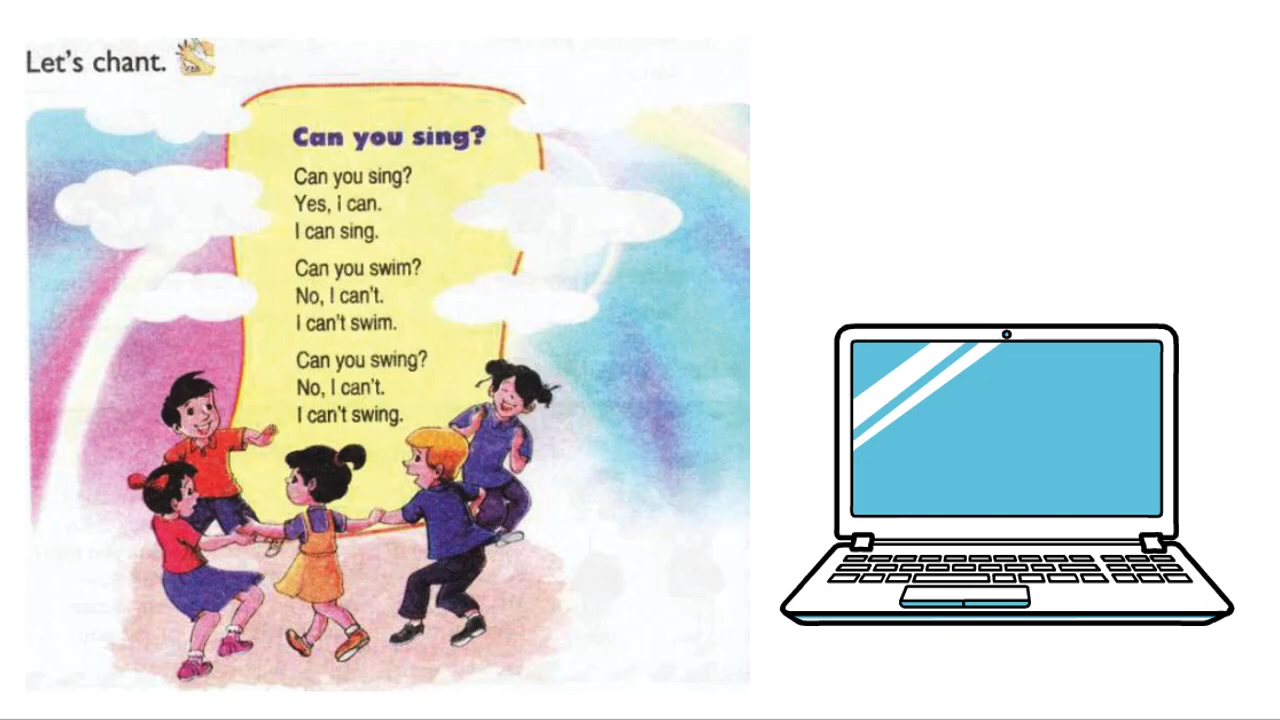 Let's chant.
Can you sing?
Can you sing?
Yes, I can.
I can sing.
Can you swim?
No, I can't.
I can't swim.
Can you swing?
No, I can't.
I can't swing.